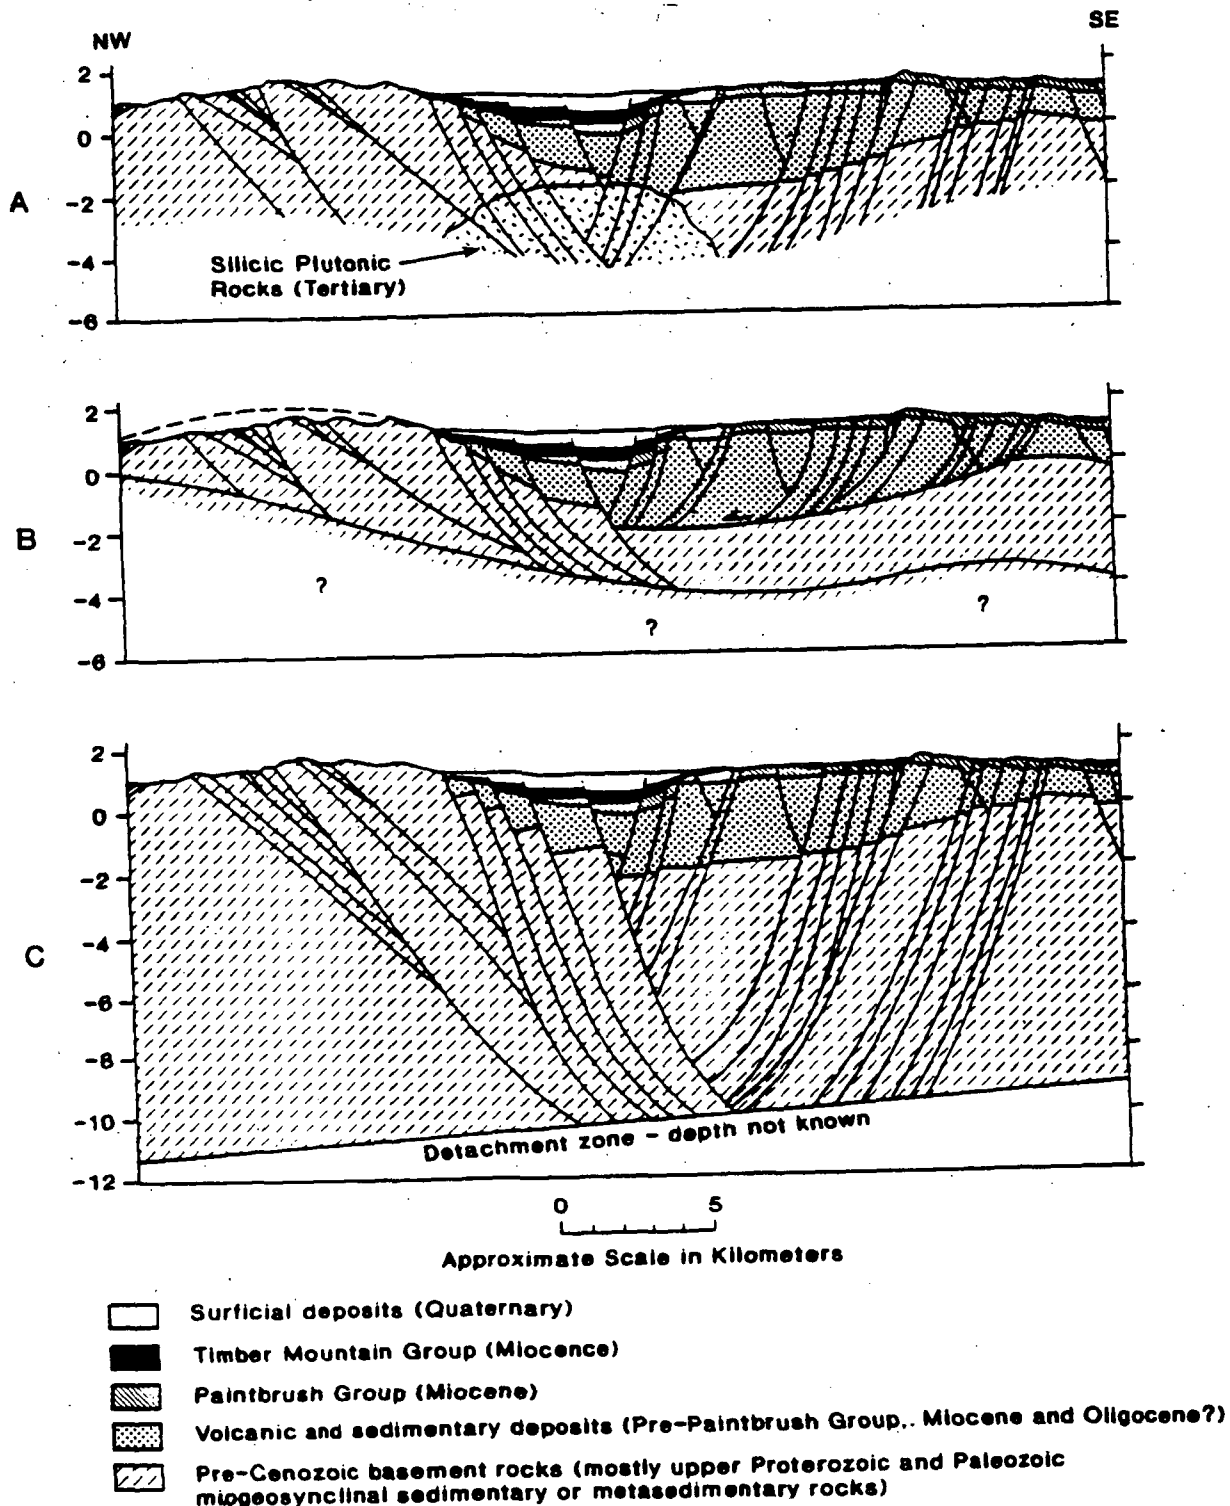 NW
SE
2
0
-2
-4
-6
A
Silicic Plutonic
Rocks (Tertiary)
2
0
-2
-4
-6
B
?
?
?
2
0
-2
-4
-6
-8
-10
-12
C
Detachment zone - depth not known
0 5
Approximate Scale in Kilometers
Surficial deposits (Quaternary)
Timber Mountain Group (Miocence)
Paintbrush Group (Miocene)
Volcanic and sedimentary deposits (Pre-Paintbrush Group,. Miocene and Oligocene?)
Pre-Cenozoic basement rocks (mostly upper Proterozoic and Paleozoic
miogeosynclinal sedimentary or metasedimentary rocks)